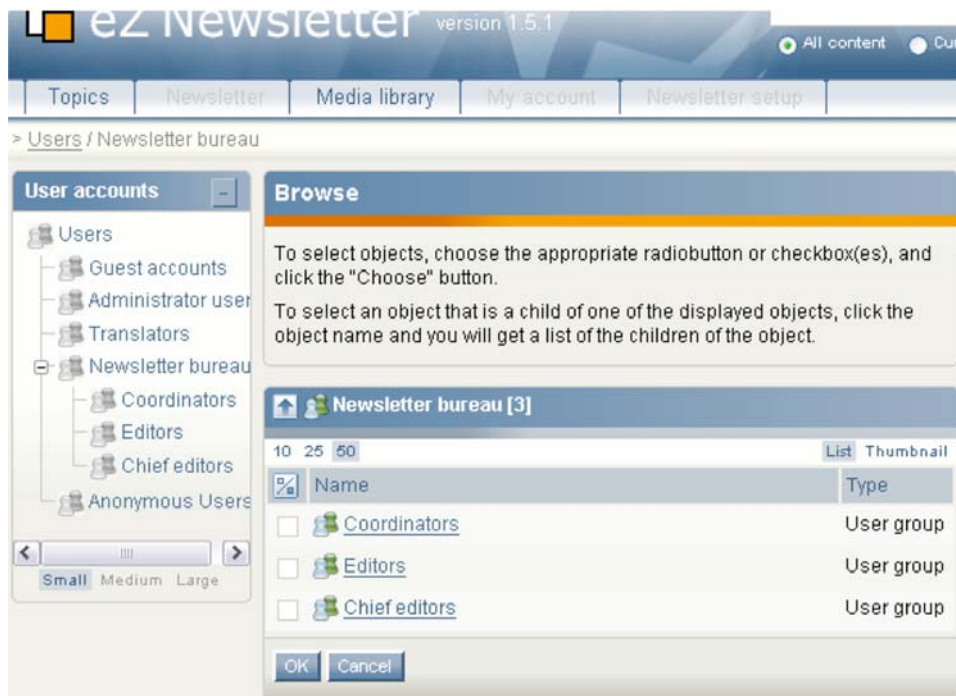 eZ Newsletter version 1.5.1
All content Cu
Topics Newsletter Media library My account Newsletter setup
> Users / Newsletter bureau
User accounts
Users
Guest accounts
Administrator user
Translators
Newsletter bureau
Coordinators
Editors
Chief editors
Anonymous Users
Small Medium Large
Browse
To select objects, choose the appropriate radiobutton or checkbox(es), and
click the "Choose" button.
To select an object that is a child of one of the displayed objects, click the
object name and you will get a list of the children of the object.
Newsletter bureau [3]
10 25 50 List Thumbnail
Name Type
Coordinators User group
Editors User group
Chief editors User group
OK Cancel